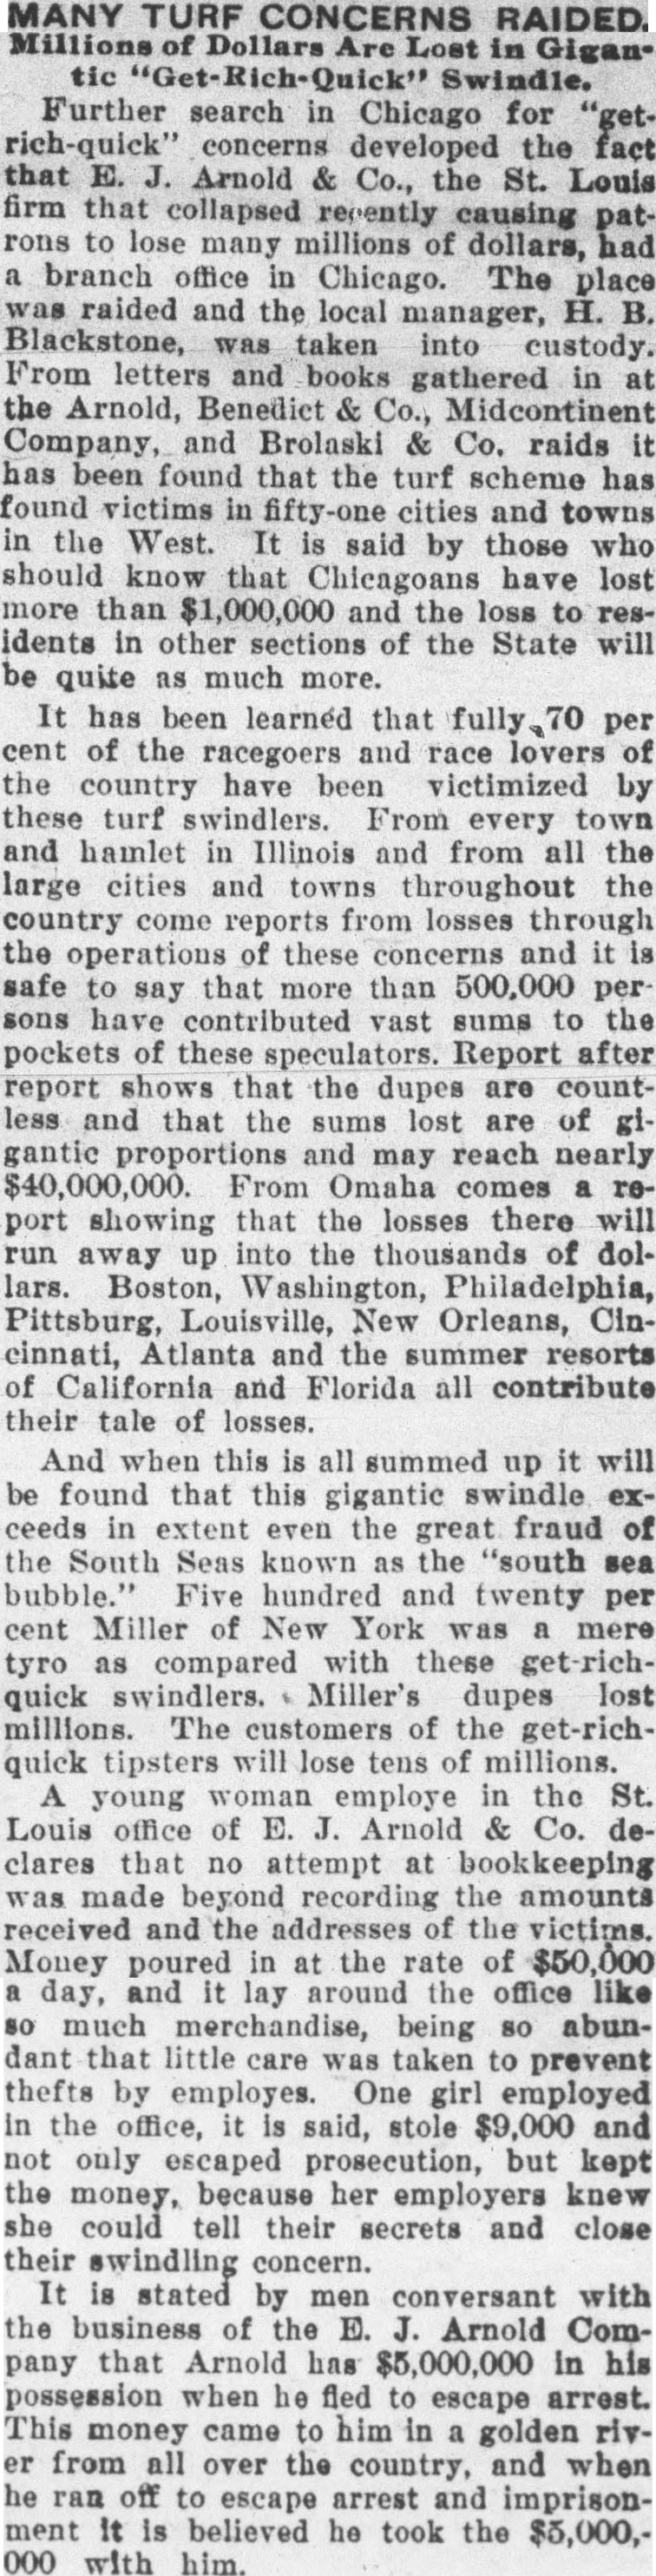 MANY TURF CONCERNS RAIDED.
Millions of Dollars Are Lost in Gigan-
tic "Get-Rich-Quick" Swindle.
Further search in Chicago for "get-
rich-quick" concerns developed the fact
that E. J. Arnold & Co., the St. Louis
firm that collapsed recently causing pat-
rons to lose many millions of dollars, had
a branch office in Chicago. The place
was raided and the local manager, H. B.
Blackstone, was taken into custody.
From letters and books gathered in at
the Arnold, Benedict & Co., Midcontinent
Company, and Brolaski & Co. raids it
has been found that the turf scheme has
found victims in fifty-one cities and towns
in the West. It is said by those who
should know that Chicagoans have lost
more than $1,000,000 and the loss to res-
idents in other sections of the State will
be quite as much more.
It has been learned that fully 70 per
cent of the racegoers and race lovers of
the country have been victimized by
these turf swindlers. From every town
and hamlet in Illinois and from all the
large cities and towns throughout the
country come reports from losses through
the operations of these concerns and it is
safe to say that more than 500,000 per-
sons have contributed vast sums to the
pockets of these speculators. Report after
report shows that the dupes are count-
less and that the sums lost are of gi-
gantic proportions and may reach nearly
$40,000,000. From Omaha comes a re-
port showing that the losses there will
run away up into the thousands of dol-
lars. Boston, Washington, Philadelphia,
Pittsburg, Louisville, New Orleans, Cin-
cinnati, Atlanta and the summer resorts
of California and Florida all contribute
their tale of losses.
And when this is all summed up it will
be found that this gigantic swindle ex-
ceeds in extent even the great fraud of
the South Seas known as the "south sea
bubble." Five hundred and twenty per
cent Miller of New York was a mere
tyro as compared with these get-rich-
quick swindlers. Miller's dupes lost
millions. The customers of the get-rich-
quick tipsters will lose tens of millions.
A young woman employe in the St.
Louis office of E. J. Arnold & Co. de-
clares that no attempt at bookkeeping
was made beyond recording the amounts
received and the addresses of the victims.
Money poured in at the rate of $50,000
a day, and it lay around the office like
so much merchandise, being so abun-
dant that little care was taken to prevent
thefts by employes. One girl employed
in the office, it is said, stole $9,000 and
not only escaped prosecution, but kept
the money, because her employers knew
she could tell their secrets and close
their swindling concern.
It is stated by men conversant with
the business of the E. J. Arnold Com-
pany that Arnold has $5,000,000 in his
possession when he fled to escape arrest.
This money came to him in a golden riv-
er from all over the country, and when
he ran off to escape arrest and imprison-
ment it is believed he took the $5,000,-
000 with him.